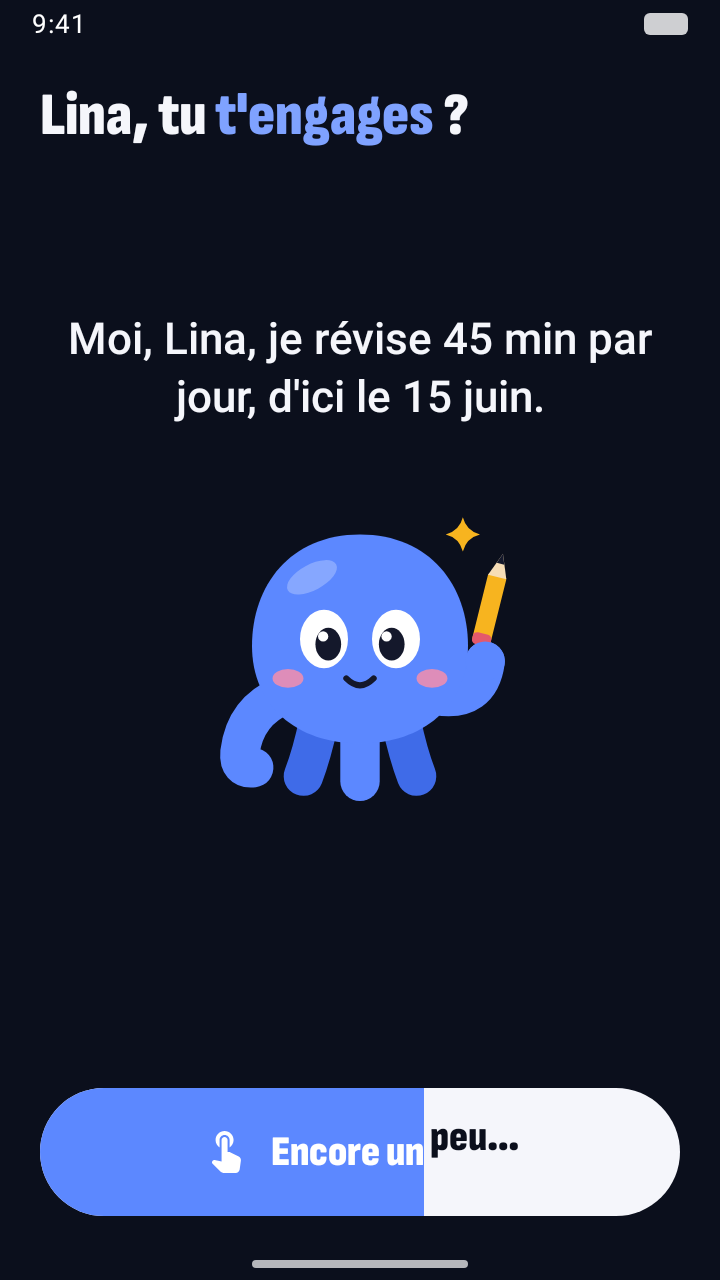 9:41
Lina, tu t'engages ?
Moi, Lina, je révise 45 min par
jour, d'ici le 15 juin.
Encore un peu...